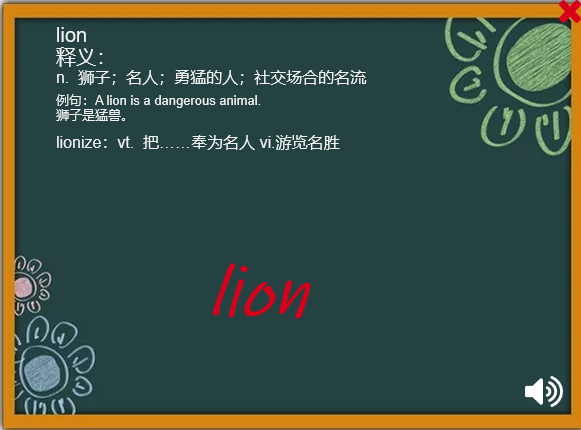 lion
释义：
n.  狮子；名人；勇猛的人；社交场合的名流
例句：A lion is a dangerous animal.
狮子是猛兽。
lionize：vt.  把……奉为名人 vi.游览名胜
lion